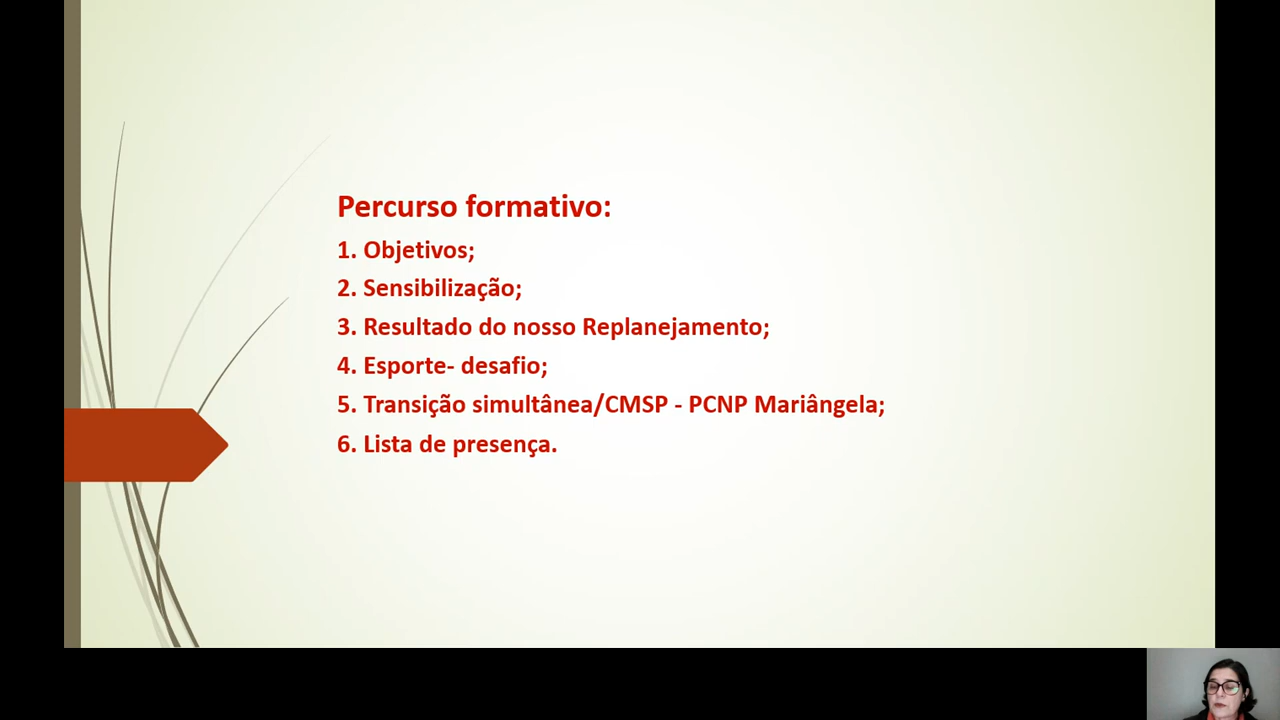 Percurso formativo:
1. Objetivos;
2. Sensibilização;
3. Resultado do nosso Replanejamento;
4. Esporte- desafio;
5. Transição simultânea/CMSP - PCNP Mariângela;
6. Lista de presença.